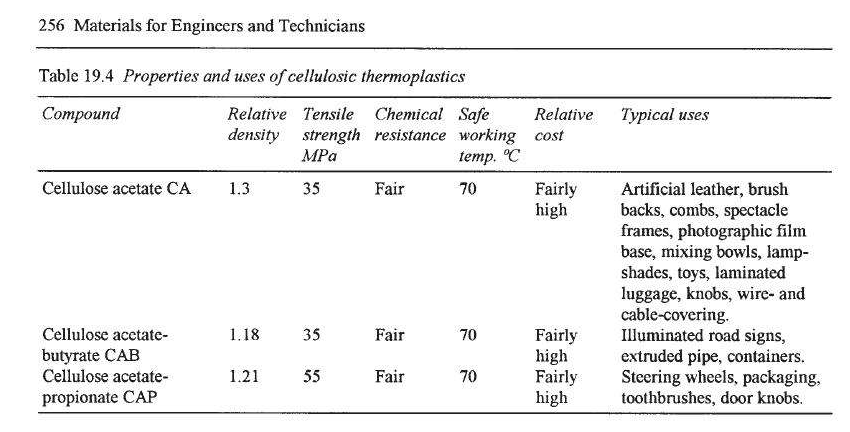 256 Materials for Engineers and Technicians
Table 19.4 Properties and uses of cellulosic thermoplastics
Compound Relative Tensile Chemical Safe Relative Typical uses
density strength resistance working cost
MPa temp. °C
Cellulose acetate CA 1.3 35 Fair 70 Fairly Artificial leather, brush
high backs, combs, spectacle
frames, photographic film
base, mixing bowls, lamp-
shades, toys, laminated
luggage, knobs, wire- and
cable-covering.
Cellulose acetate- 1.18 35 Fair 70 Fairly Illuminated road signs,
butyrate CAB high extruded pipe, containers.
Cellulose acetate- 1.21 55 Fair 70 Fairly Steering wheels, packaging,
propionate CAP high toothbrushes, door knobs.